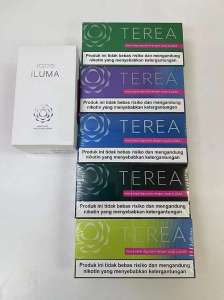 IQOS
ILUMA
TEREA
Produk ini tidak bebas risiko dan mengandung
nikotin yang menyebabkan ketergantungan
TEREA
Produk ini tidak bebas risiko dan mengandung
nikotin yang menyebabkan ketergantungan
TEREA
Produk ini tidak bebas risiko dan mengandung
nikotin yang menyebabkan ketergantungan
TEREA
Produk ini tidak bebas risiko dan mengandung
nikotin yang menyebabkan ketergantungan
TEREA
Produk ini tidak bebas risiko dan mengandung
nikotin yang menyebabkan ketergantungan